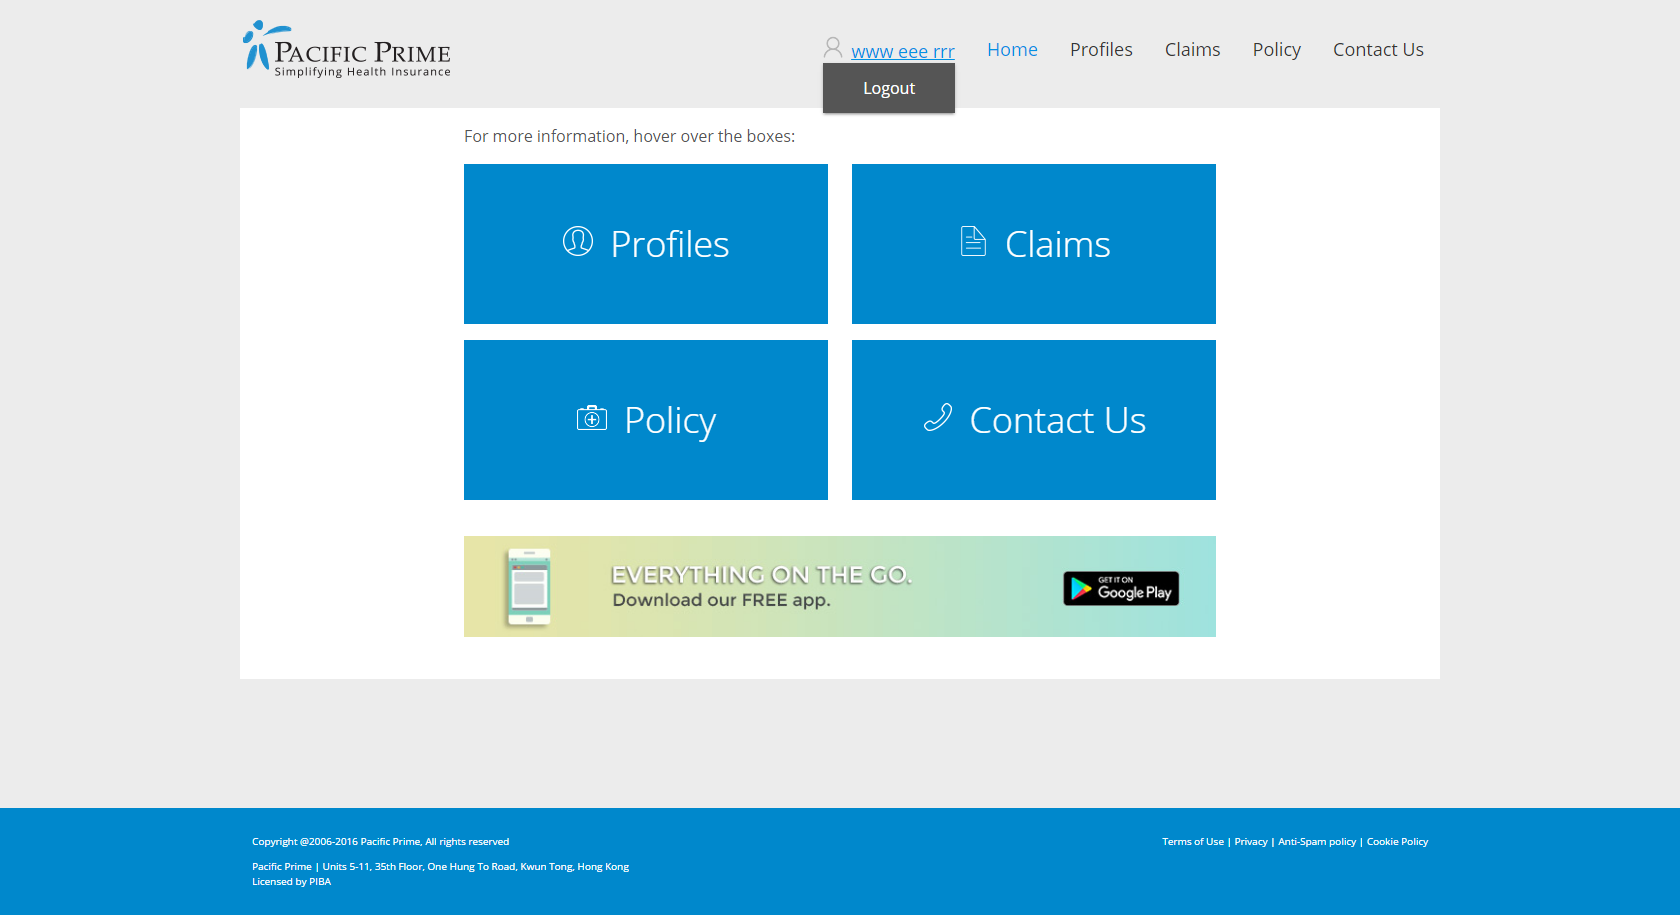 PACIFIC PRIME
Simplifying Health Insurance
www eee rrr
Home
Profiles
Claims
Policy
Contact Us
Logout
For more information, hover over the boxes:
Profiles
Claims
Policy
Contact Us
EVERYTHING ON THE GO.
Download our FREE app.
GET IT ON
Google Play
Copyright @2006-2016 Pacific Prime, All rights reserved
Terms of Use | Privacy | Anti-Spam policy | Cookie Policy
Pacific Prime | Units 5-11, 35th Floor, One Hung To Road, Kwun Tong, Hong Kong
Licensed by PIBA